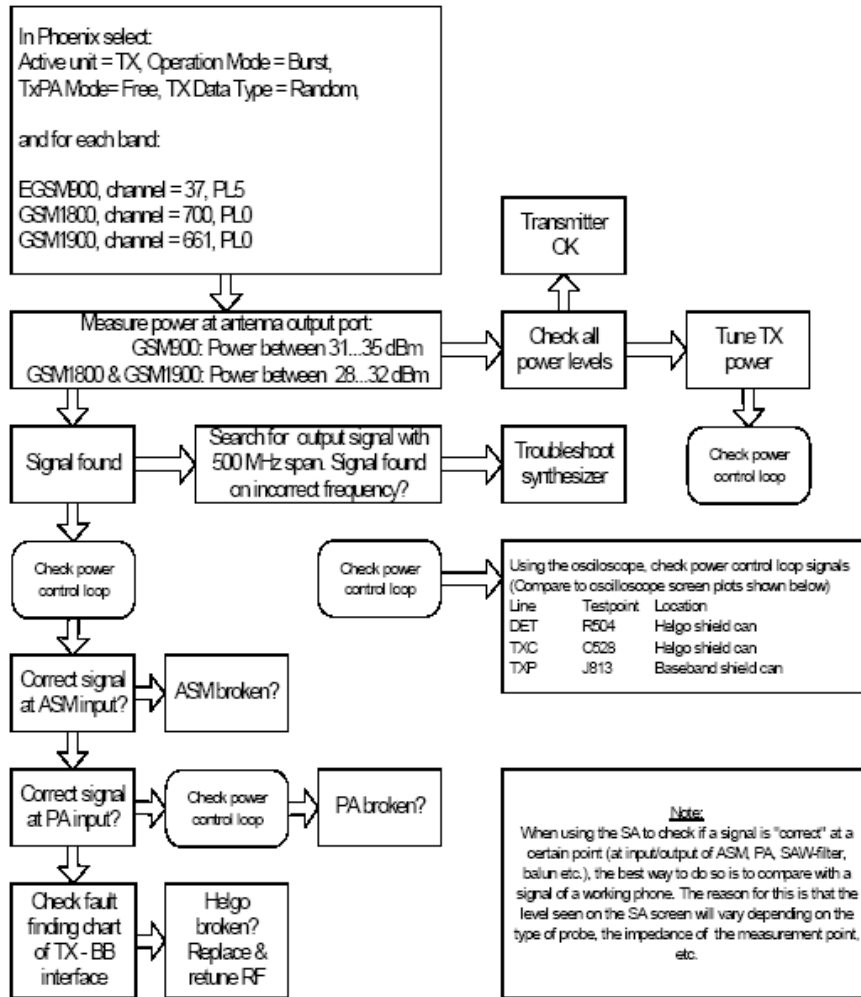 In Phoenix select:
Active unit = TX, Operation Mode = Burst,
TxPA Mode= Free, TX Data Type = Random,
and for each band:
EGSM900, channel = 37, PL5
GSM1800, channel = 700, PL0
GSM1900, channel = 661, PL0
Transmitter
OK
Measure power at antenna output port:
GSM900: Power between 31...35 dBm
GSM1800 & GSM1900: Power between 28...32 dBm
Check all
power levels
Tune TX
power
Signal found
Search for output signal with
500 MHz span. Signal found
on incorrect frequency?
Troubleshoot
synthesizer
Check power
control loop
Check power
control loop
Check power
control loop
Using the osciloscope, check power control loop signals
(Compare to oscilloscope screen plots shown below)
Line Testpoint Location
DET R504 Helgo shield can
TXC C528 Helgo shield can
TXP J813 Baseband shield can
Correct signal
at ASM input?
ASM broken?
Correct signal
at PA input?
Check power
control loop
PA broken?
Check fault
finding chart
of TX - BB
interface
Helgo
broken?
Replace &
retune RF
Note:
When using the SA to check if a signal is "correct" at a
certain point (at input/output of ASM, PA, SAW-filter,
balun etc.), the best way to do so is to compare with a
signal of a working phone. The reason for this is that the
level seen on the SA screen will vary depending on the
type of probe, the impedance of the measurement point,
etc.